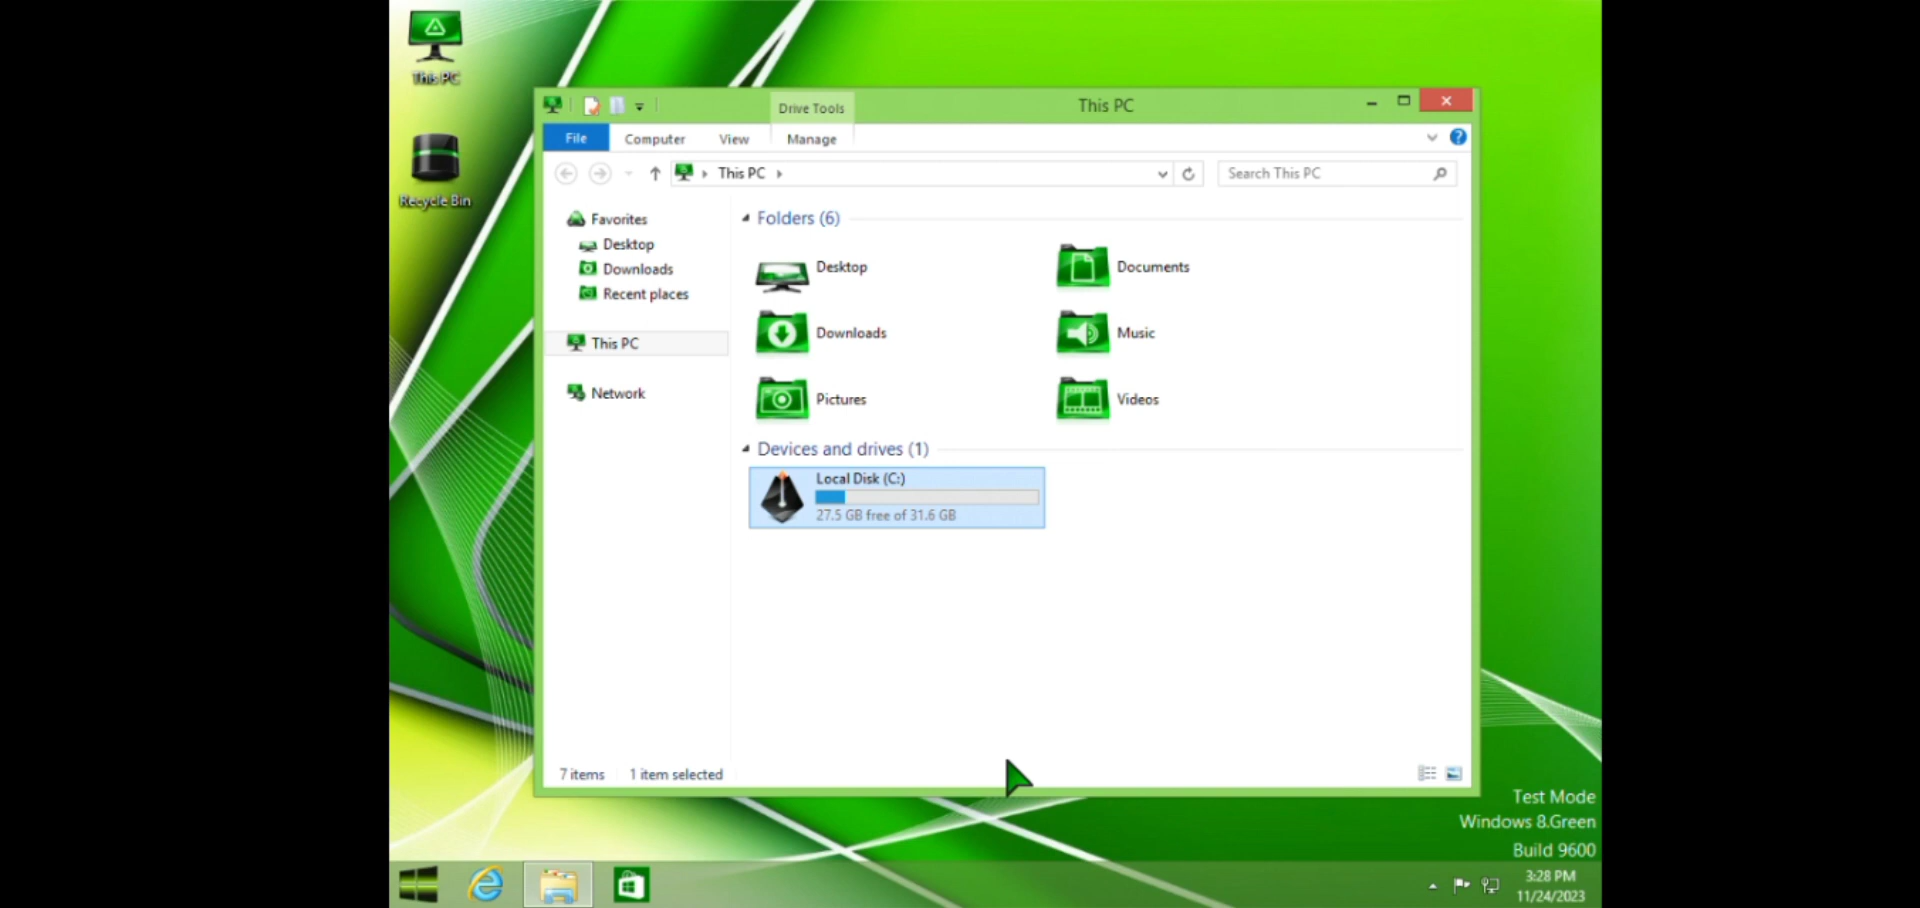 This PC
Recycle Bin
Drive Tools
This PC
File
Computer
View
Manage
This PC
Search This PC
Favorites
Desktop
Downloads
Recent places
This PC
Network
Folders (6)
Desktop
Documents
Downloads
Music
Pictures
Videos
Devices and drives (1)
Local Disk (C:)
27.5 GB free of 31.6 GB
7 items
1 item selected
Test Mode
Windows 8.Green
Build 9600
3:28 PM
11/24/2023